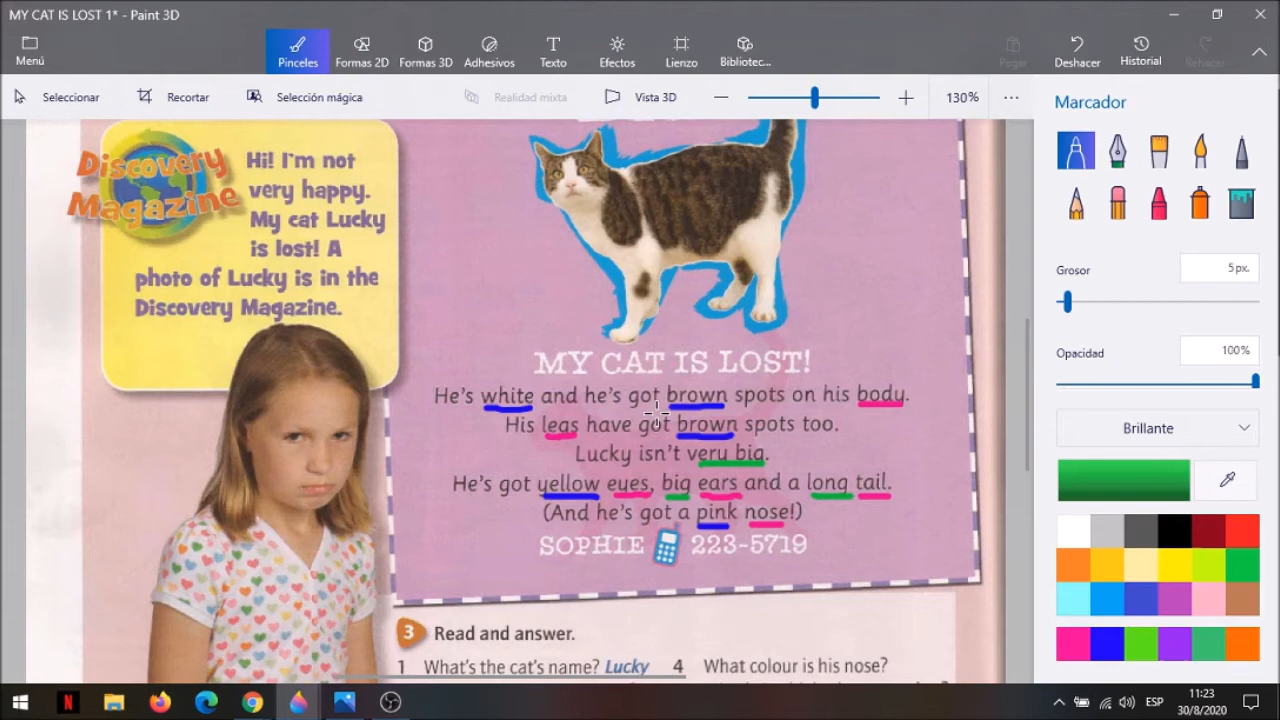 MY CAT IS LOST 1* - Paint 3D
Menú
Pinceles
Formas 2D
Formas 3D
Adhesivos
Texto
Efectos
Lienzo
Bibliotec...
Pegar
Deshacer
Historial
Rehacer
Seleccionar
Recortar
Selección mágica
Realidad mixta
Vista 3D
130%
Marcador
Grosor
5px.
Opacidad
100%
Brillante
Discovery
Magazine
Hi! I'm not
very happy.
My cat Lucky
is lost! A
photo of Lucky is in the
Discovery Magazine.
MY CAT IS LOST!
He's white and he's got brown spots on his body.
His legs have got brown spots too.
Lucky isn't very big.
He's got yellow eyes, big ears and a long tail.
(And he's got a pink nose!)
SOPHIE 223-5719
3 Read and answer.
1 What's the cat's name? Lucky
4 What colour is his nose?
ESP
11:23
30/8/2020